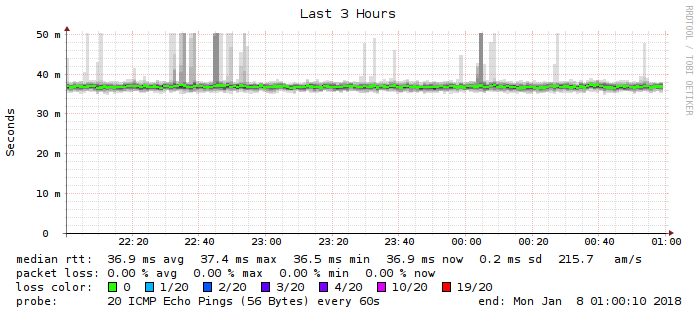 Last 3 Hours
RRDTOOL / TOBI OETIKER
Seconds
50 m
40 m
30 m
20 m
10 m
0
22:20 22:40 23:00 23:20 23:40 00:00 00:20 00:40 01:00
median rtt: 36.9 ms avg 37.4 ms max 36.5 ms min 36.9 ms now 0.2 ms sd 215.7 am/s
packet loss: 0.00 % avg 0.00 % max 0.00 % min 0.00 % now
loss color: 0 1/20 2/20 3/20 4/20 10/20 19/20
probe: 20 ICMP Echo Pings (56 Bytes) every 60s end: Mon Jan 8 01:00:10 2018